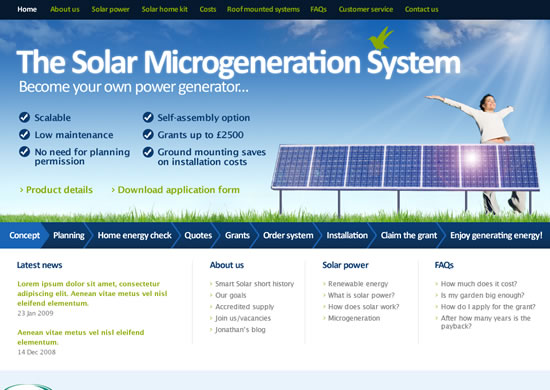 Home About us Solar power Solar home kit Costs Roof mounted systems FAQs Customer service Contact us
The Solar Microgeneration System
Become your own power generator...
Scalable
Low maintenance
No need for planning
permission
Self-assembly option
Grants up to £2500
Ground mounting saves
on installation costs
> Product details > Download application form
Concept Planning Home energy check Quotes Grants Order system Installation Claim the grant Enjoy generating energy!
Latest news
Lorem ipsum dolor sit amet, consectetur
adipiscing elit. Aenean vitae metus vel nisl
eleifend elementum.
23 Jan 2009
Aenean vitae metus vel nisl eleifend
elementum.
14 Dec 2008
About us
Smart Solar short history
Our goals
Accredited supply
Join us/vacancies
Jonathan's blog
Solar power
Renewable energy
What is solar power?
How does solar work?
Microgeneration
FAQs
How much does it cost?
Is my garden big enough?
How do I apply for the grant?
After how many years is the
payback?